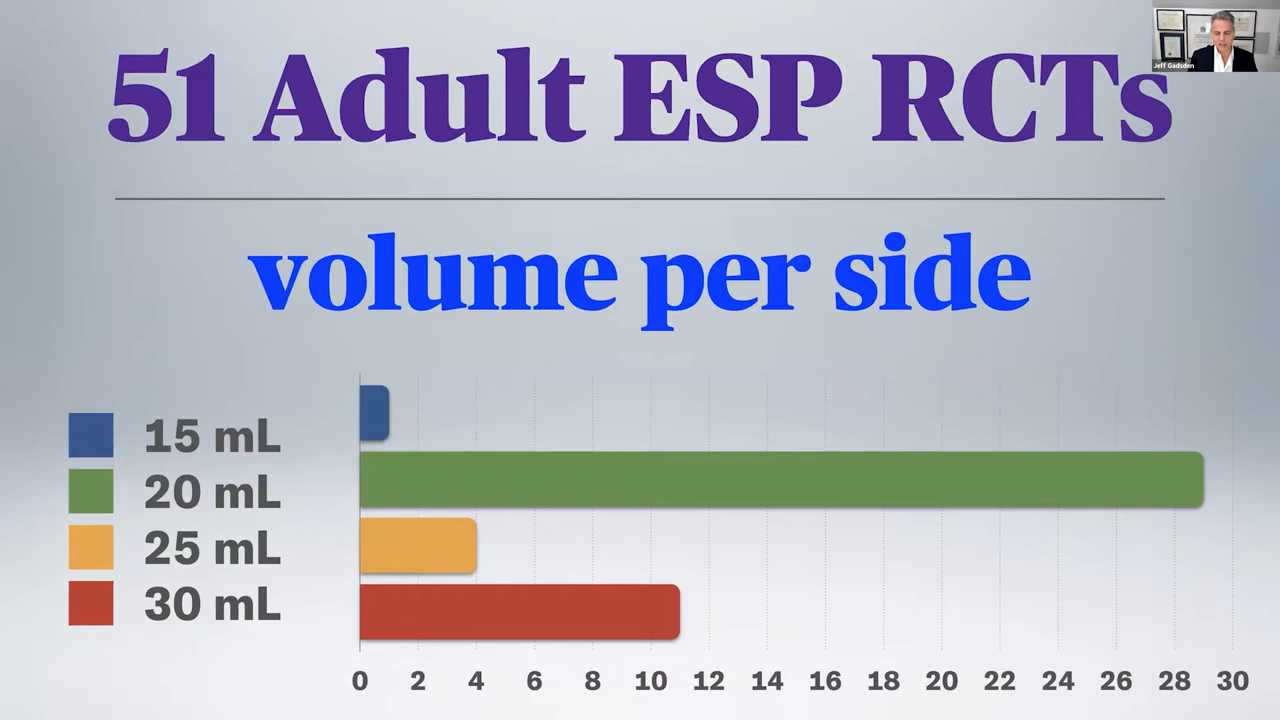 51 Adult ESP RCTs
Jeff Gadsden
volume per side
15 mL
20 mL
25 mL
30 mL
0 2 4 6 8 10 12 14 16 18 20 22 24 26 28 30